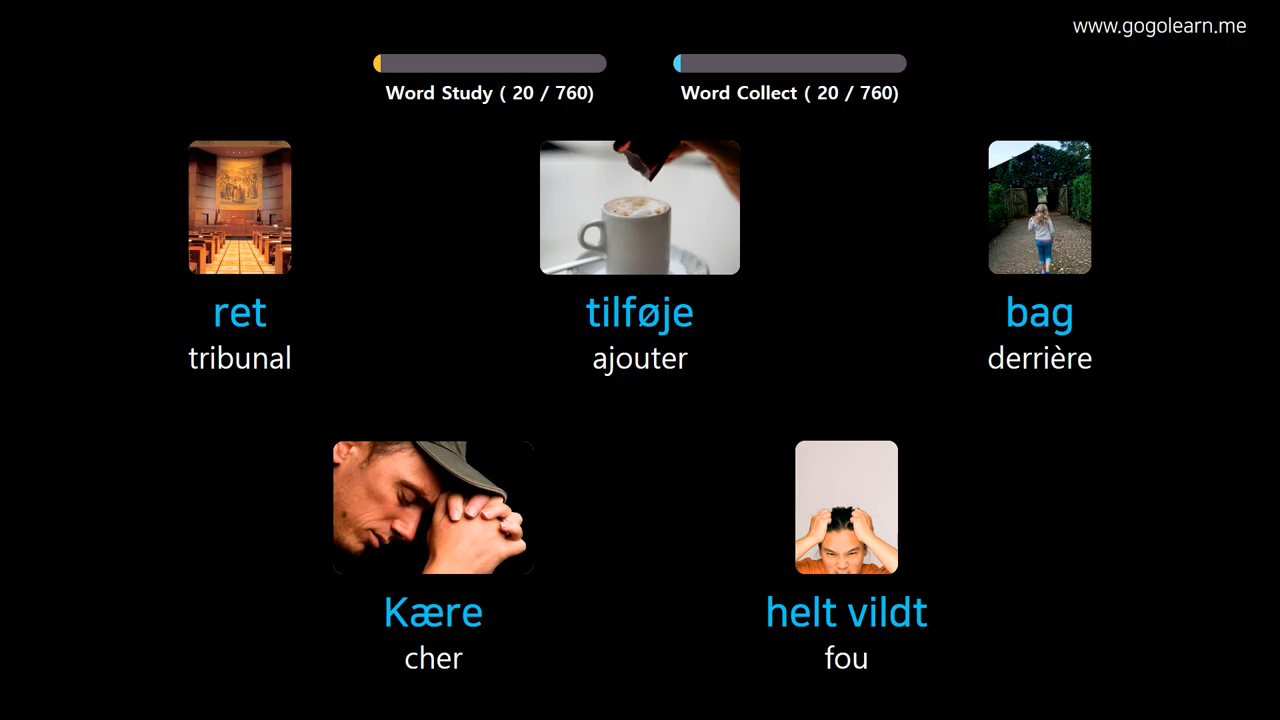 www.gogolearn.me
Word Study ( 20 / 760)
Word Collect ( 20 / 760)
ret
tribunal
tilføje
ajouter
bag
derrière
Kære
cher
helt vildt
fou